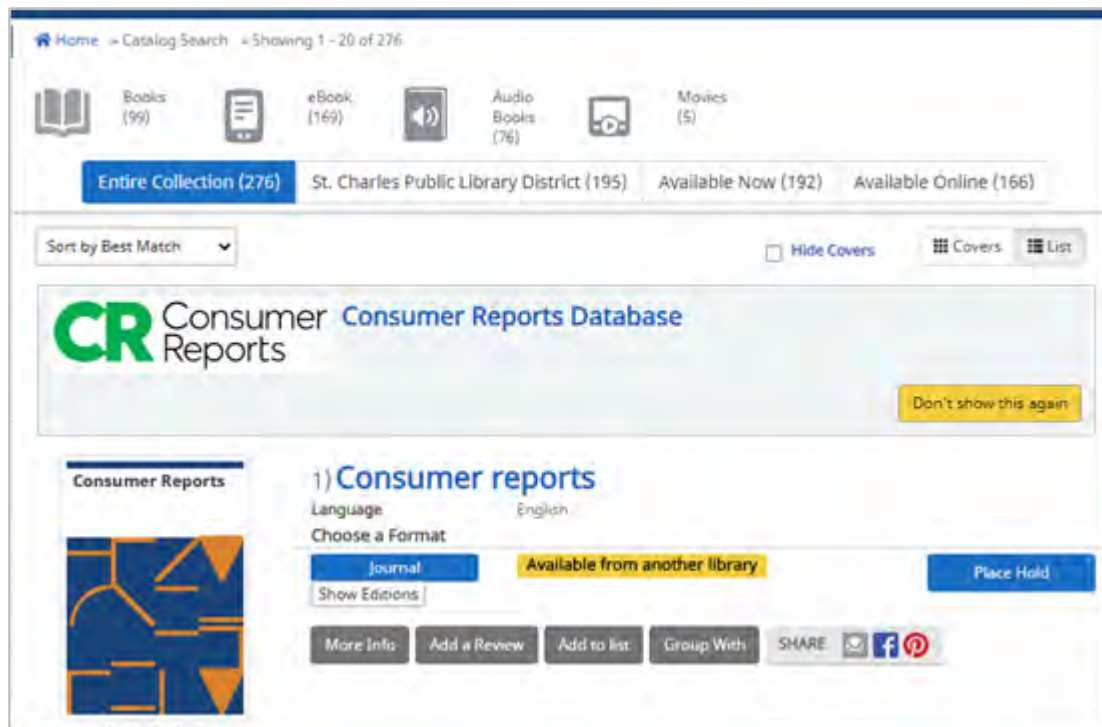 Home » Catalog Search » Showing 1 - 20 of 276
Books
(99)
eBook
(169)
Audio
Books
(76)
Movies
(5)
Entire Collection (276) St. Charles Public Library District (195) Available Now (192) Available Online (166)
Sort by Best Match Hide Covers Covers List
CR Consumer
Reports
Consumer Reports Database
Don't show this again
Consumer Reports
1) Consumer reports
Language English
Choose a Format
Journal Available from another library Place Hold
Show Editions
More Info Add a Review Add to list Group With SHARE